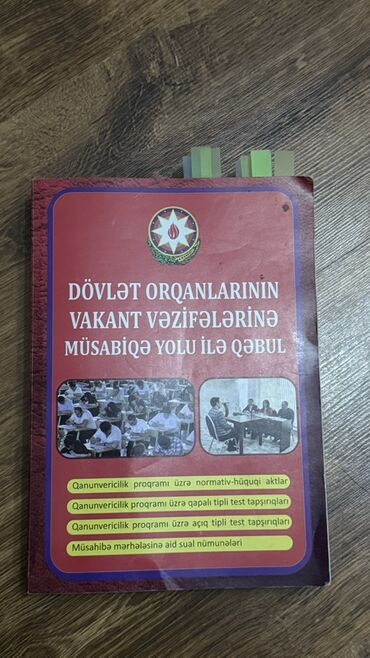 DÖVLƏT ORQANLARININ
VAKANT VƏZİFƏLƏRİNƏ
MÜSABİQƏ YOLU İLƏ QƏBUL
Qanunvericilik proqramı üzrə normativ-hüquqi aktlar
Qanunvericilik proqramı üzrə qapalı tipli test tapşırıqları
Qanunvericilik proqramı üzrə açıq tipli test tapşırıqları
Müsahibə mərhələsinə aid sual nümunələri